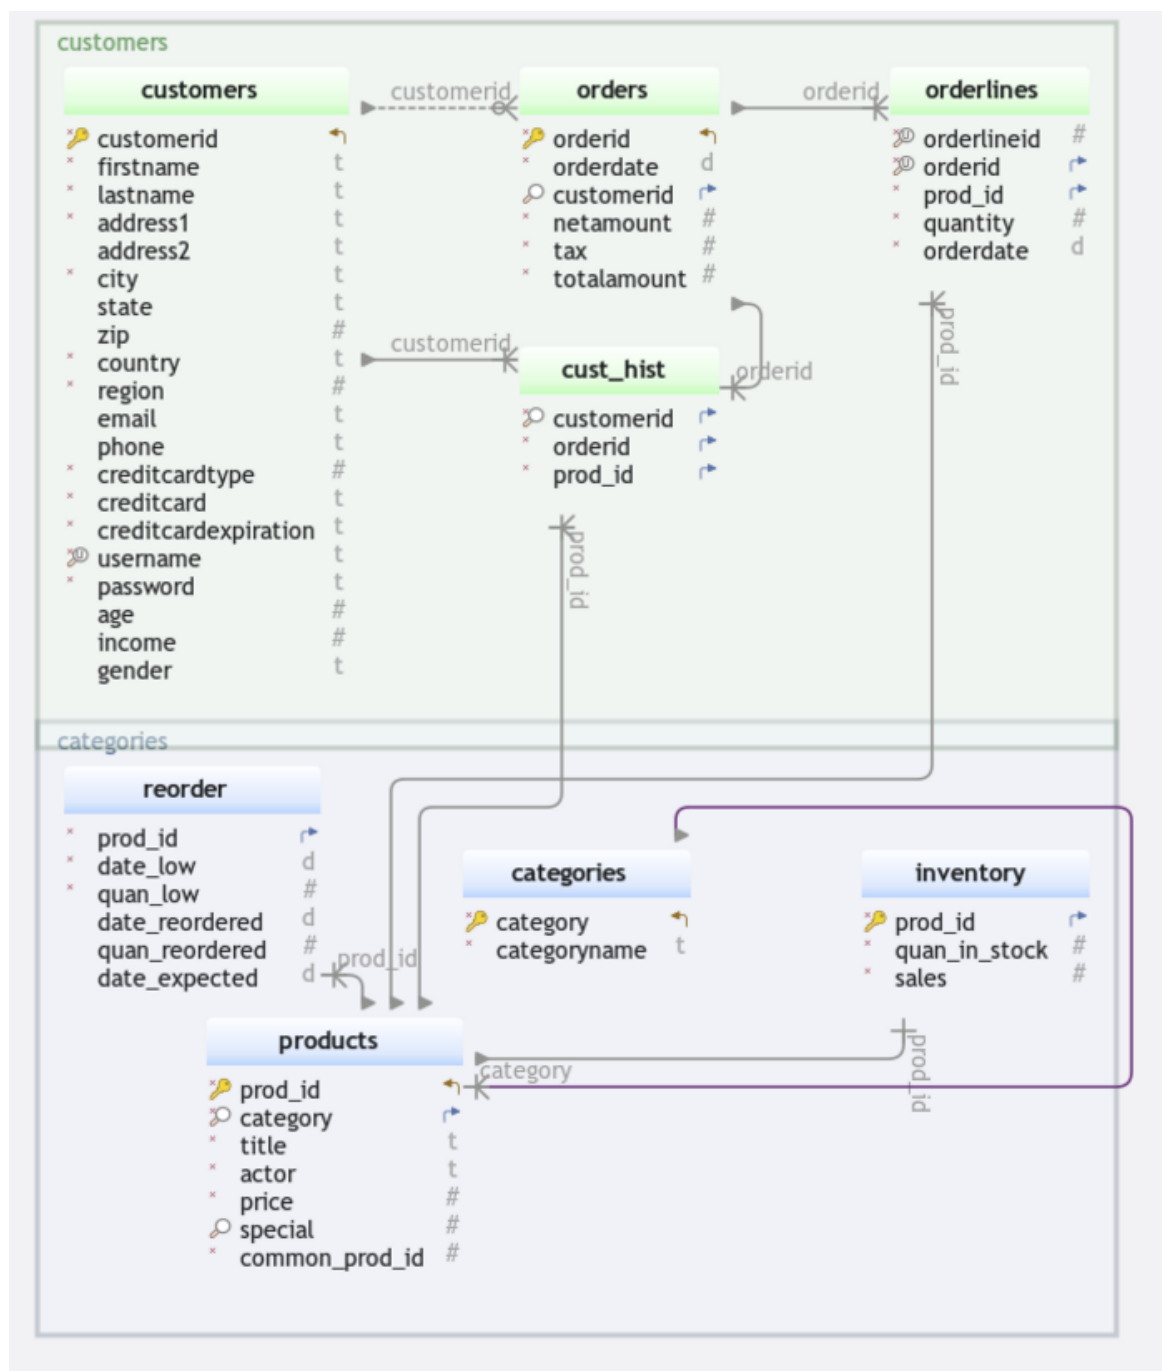 customers
customers
customerid
firstname t
lastname t
address1 t
address2 t
city t
state t
zip #
country t
region #
email t
phone t
creditcardtype #
creditcard t
creditcardexpiration t
username t
password t
age #
income #
gender t
customerid
orders
orderid
orderdate d
customerid
netamount #
tax #
totalamount #
orderid
orderlines
orderlineid #
orderid
prod_id
quantity #
orderdate d
customerid
cust_hist
customerid
orderid
prod_id
orderid
prod_id
prod_id
categories
reorder
prod_id
date_low d
quan_low #
date_reordered d
quan_reordered #
date_expected d
prod_id
categories
category
categoryname t
inventory
prod_id
quan_in_stock #
sales #
products
prod_id
category
title t
actor t
price #
special #
common_prod_id #
category
prod_id